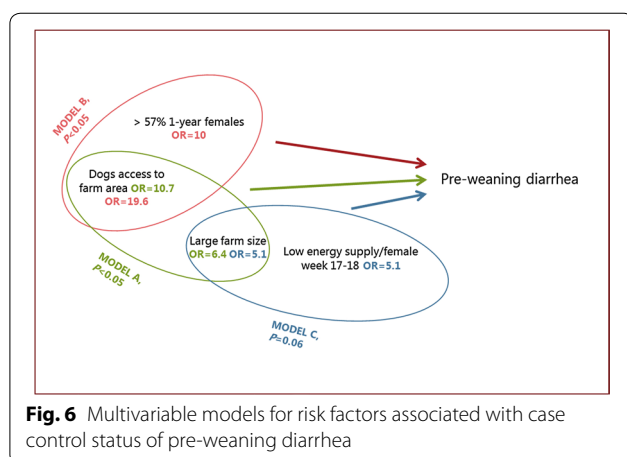 MODEL B,
P<0.05
> 57% 1-year females
OR=10
Dogs access to
farm area OR=10.7
OR=19.6
Pre-weaning diarrhea
Large farm size
OR=6.4 OR=5.1
Low energy supply/female
week 17-18 OR=5.1
MODEL A,
P<0.05
MODEL C,
P=0.06
Fig. 6 Multivariable models for risk factors associated with case
control status of pre-weaning diarrhea